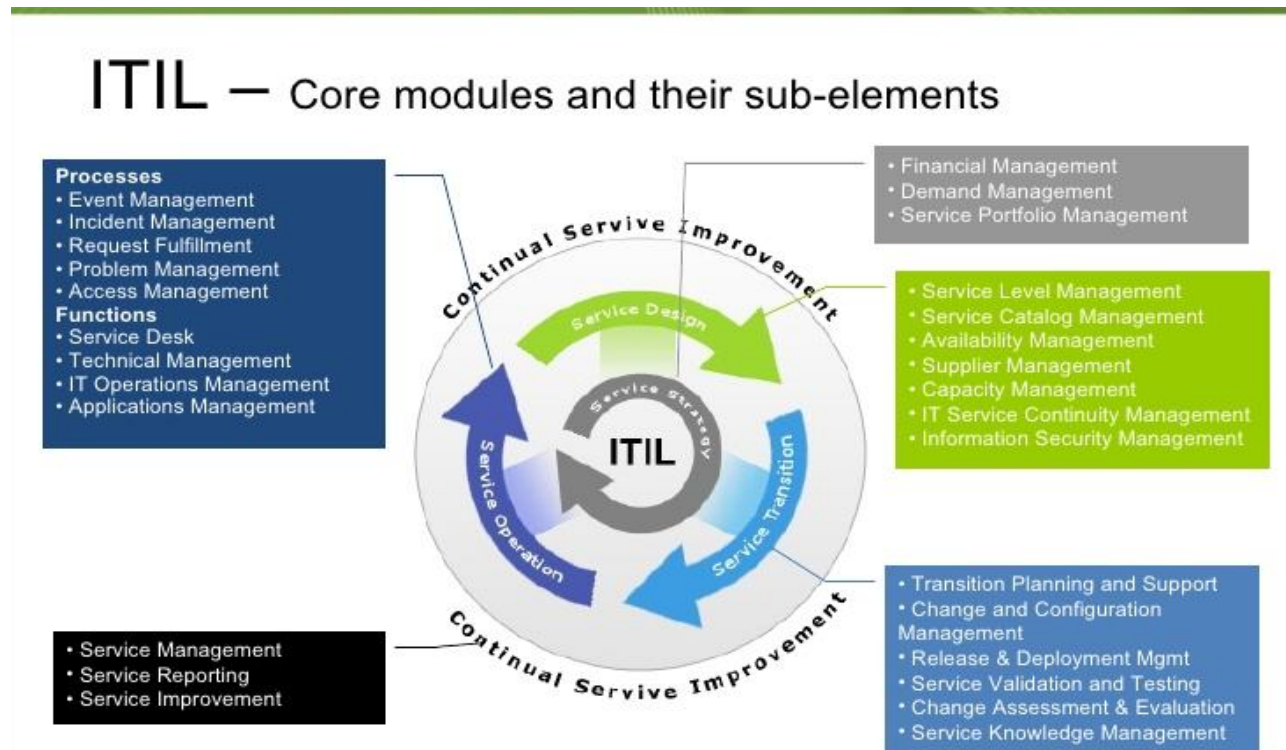 ITIL – Core modules and their sub-elements
Processes
• Event Management
• Incident Management
• Request Fulfillment
• Problem Management
• Access Management
Functions
• Service Desk
• Technical Management
• IT Operations Management
• Applications Management
• Financial Management
• Demand Management
• Service Portfolio Management
• Service Level Management
• Service Catalog Management
• Availability Management
• Supplier Management
• Capacity Management
• IT Service Continuity Management
• Information Security Management
Continual Servive Improvement
Service Design
Service Strategy
ITIL
Service Transition
Service Operation
Continual Servive Improvement
• Service Management
• Service Reporting
• Service Improvement
• Transition Planning and Support
• Change and Configuration
Management
• Release & Deployment Mgmt
• Service Validation and Testing
• Change Assessment & Evaluation
• Service Knowledge Management